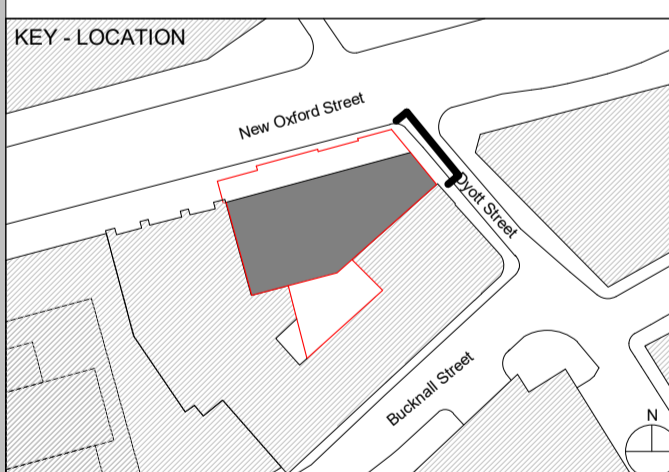 KEY - LOCATION
New Oxford Street
Dyott Street
Bucknall Street
N